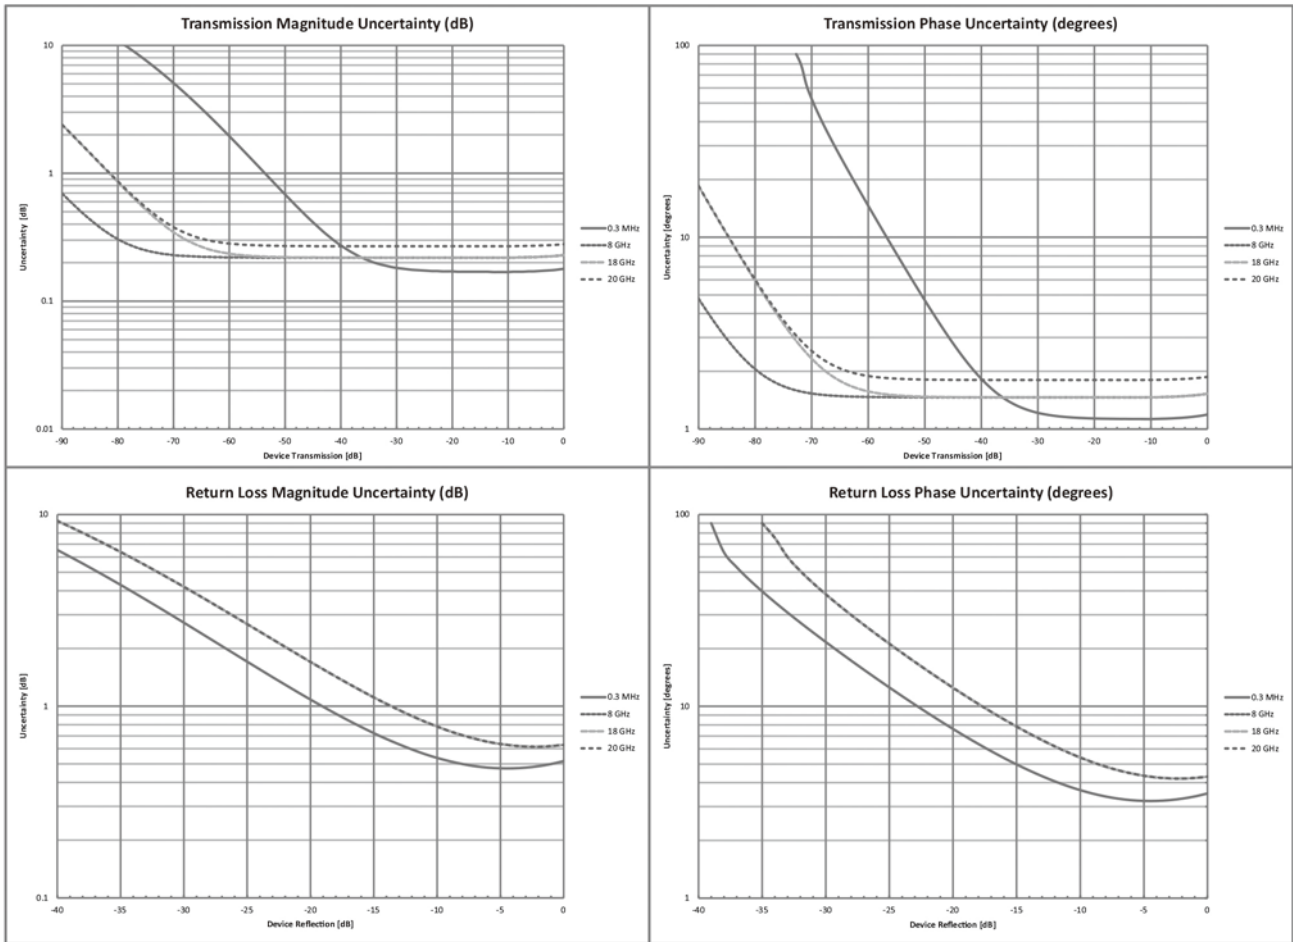 Transmission Magnitude Uncertainty (dB)
10
1
0.1
0.01
Uncertainty [dB]
-90 -80 -70 -60 -50 -40 -30 -20 -10 0
Device Transmission [dB]
0.3 MHz
8 GHz
18 GHz
20 GHz
Transmission Phase Uncertainty (degrees)
100
10
1
Uncertainty [degrees]
-90 -80 -70 -60 -50 -40 -30 -20 -10 0
Device Transmission [dB]
0.3 MHz
8 GHz
18 GHz
20 GHz
Return Loss Magnitude Uncertainty (dB)
10
1
0.1
Uncertainty [dB]
-40 -35 -30 -25 -20 -15 -10 -5 0
Device Reflection [dB]
0.3 MHz
8 GHz
18 GHz
20 GHz
Return Loss Phase Uncertainty (degrees)
100
10
1
Uncertainty [degrees]
-40 -35 -30 -25 -20 -15 -10 -5 0
Device Reflection [dB]
0.3 MHz
8 GHz
18 GHz
20 GHz